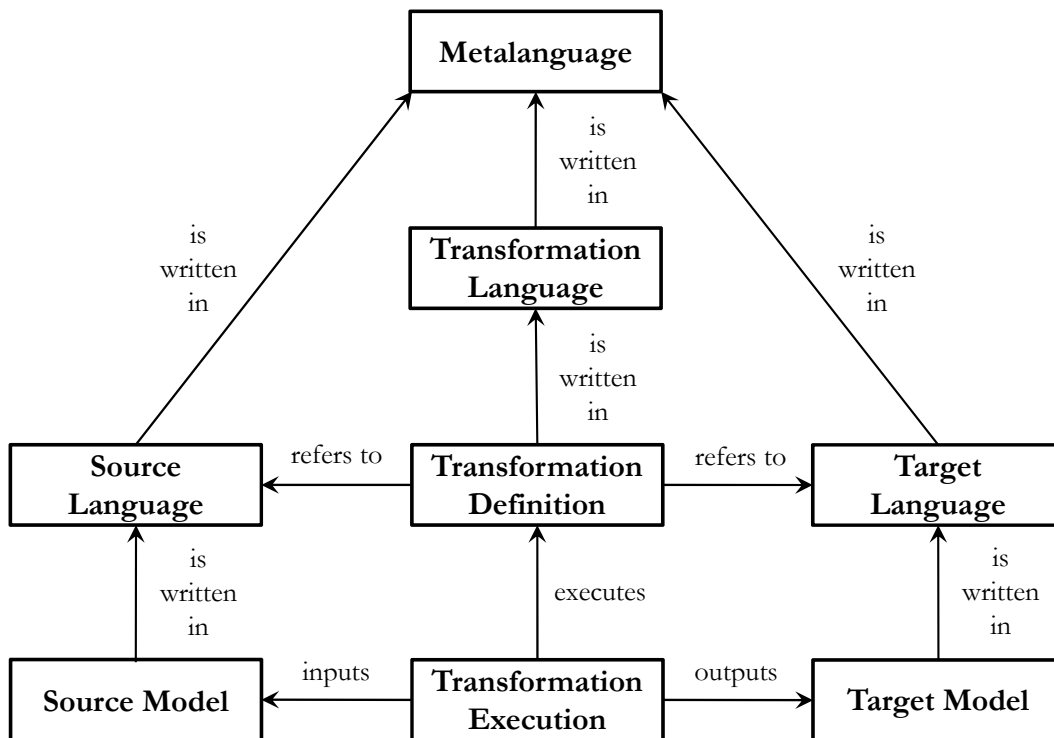 Metalanguage
is
written
in
Transformation
Language
is
written
in
is
written
in
is
written
in
Source
Language
refers to
Transformation
Definition
refers to
Target
Language
is
written
in
executes
is
written
in
Source Model
inputs
Transformation
Execution
outputs
Target Model